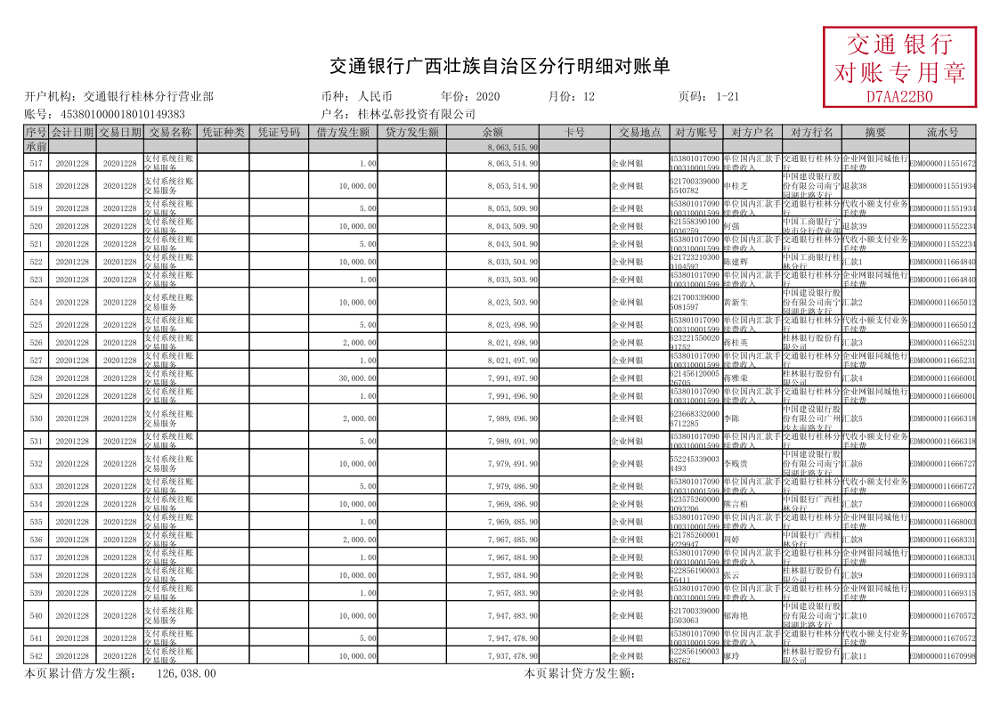 交通银行
对账专用章
D7AA22B0
交通银行广西壮族自治区分行明细对账单
开户机构: 交通银行桂林分行营业部 币种: 人民币 年份: 2020 月份: 12 页码: 1-21
账号: 453801000018010149383 户名: 桂林弘彰投资有限公司
序号 会计日期 交易日期 交易名称 凭证种类 凭证号码 借方发生额 贷方发生额 余额 卡号 交易地点 对方账号 对方户名 对方行名 摘要 流水号
承前 8,063,515.90
517 20201228 20201228 支付系统往账交易服务 1.00 8,063,514.90 企业网银 453801017090100310001599 单位国内汇款手续费收入 交通银行桂林分行 企业网银同城他行手续费 EDM0000011551672
518 20201228 20201228 支付系统往账交易服务 10,000.00 8,053,514.90 企业网银 6217003390005540782 申桂芝 中国建设银行股份有限公司南宁园湖北路支行 退款38 EDM0000011551934
519 20201228 20201228 支付系统往账交易服务 5.00 8,053,509.90 企业网银 453801017090100310001599 单位国内汇款手续费收入 交通银行桂林分行 代收小额支付业务手续费 EDM0000011551934
520 20201228 20201228 支付系统往账交易服务 10,000.00 8,043,509.90 企业网银 6215583901004036259 何强 中国工商银行宁波市分行营业部 退款39 EDM0000011552234
521 20201228 20201228 支付系统往账交易服务 5.00 8,043,504.90 企业网银 453801017090100310001599 单位国内汇款手续费收入 交通银行桂林分行 代收小额支付业务手续费 EDM0000011552234
522 20201228 20201228 支付系统往账交易服务 10,000.00 8,033,504.90 企业网银 6217232103000104592 陈建辉 中国工商银行桂林分行 汇款1 EDM0000011664840
523 20201228 20201228 支付系统往账交易服务 1.00 8,033,503.90 企业网银 453801017090100310001599 单位国内汇款手续费收入 交通银行桂林分行 企业网银同城他行手续费 EDM0000011664840
524 20201228 20201228 支付系统往账交易服务 10,000.00 8,023,503.90 企业网银 6217003390005081597 黄新生 中国建设银行股份有限公司南宁园湖北路支行 汇款2 EDM0000011665012
525 20201228 20201228 支付系统往账交易服务 5.00 8,023,498.90 企业网银 453801017090100310001599 单位国内汇款手续费收入 交通银行桂林分行 代收小额支付业务手续费 EDM0000011665012
526 20201228 20201228 支付系统往账交易服务 2,000.00 8,021,498.90 企业网银 62322155002091752 蒋桂英 桂林银行股份有限公司 汇款3 EDM0000011665231
527 20201228 20201228 支付系统往账交易服务 1.00 8,021,497.90 企业网银 453801017090100310001599 单位国内汇款手续费收入 交通银行桂林分行 企业网银同城他行手续费 EDM0000011665231
528 20201228 20201228 支付系统往账交易服务 30,000.00 7,991,497.90 企业网银 62145612000526705 蒋雅荣 桂林银行股份有限公司 汇款4 EDM0000011666001
529 20201228 20201228 支付系统往账交易服务 1.00 7,991,496.90 企业网银 453801017090100310001599 单位国内汇款手续费收入 交通银行桂林分行 企业网银同城他行手续费 EDM0000011666001
530 20201228 20201228 支付系统往账交易服务 2,000.00 7,989,496.90 企业网银 6236683320006712285 李陈 中国建设银行股份有限公司广州沙太南路支行 汇款5 EDM0000011666318
531 20201228 20201228 支付系统往账交易服务 5.00 7,989,491.90 企业网银 453801017090100310001599 单位国内汇款手续费收入 交通银行桂林分行 代收小额支付业务手续费 EDM0000011666318
532 20201228 20201228 支付系统往账交易服务 10,000.00 7,979,491.90 企业网银 5522453390034493 李贱贵 中国建设银行股份有限公司南宁园湖北路支行 汇款6 EDM0000011666727
533 20201228 20201228 支付系统往账交易服务 5.00 7,979,486.90 企业网银 453801017090100310001599 单位国内汇款手续费收入 交通银行桂林分行 代收小额支付业务手续费 EDM0000011666727
534 20201228 20201228 支付系统往账交易服务 10,000.00 7,969,486.90 企业网银 6235752600000093206 熊言柏 中国银行广西桂林分行 汇款7 EDM0000011668003
535 20201228 20201228 支付系统往账交易服务 1.00 7,969,485.90 企业网银 453801017090100310001599 单位国内汇款手续费收入 交通银行桂林分行 企业网银同城他行手续费 EDM0000011668003
536 20201228 20201228 支付系统往账交易服务 2,000.00 7,967,485.90 企业网银 6217852600019229947 周婷 中国银行广西桂林分行 汇款8 EDM0000011668331
537 20201228 20201228 支付系统往账交易服务 1.00 7,967,484.90 企业网银 453801017090100310001599 单位国内汇款手续费收入 交通银行桂林分行 企业网银同城他行手续费 EDM0000011668331
538 20201228 20201228 支付系统往账交易服务 10,000.00 7,957,484.90 企业网银 62285619000376411 张云 桂林银行股份有限公司 汇款9 EDM0000011669315
539 20201228 20201228 支付系统往账交易服务 1.00 7,957,483.90 企业网银 453801017090100310001599 单位国内汇款手续费收入 交通银行桂林分行 企业网银同城他行手续费 EDM0000011669315
540 20201228 20201228 支付系统往账交易服务 10,000.00 7,947,483.90 企业网银 6217003390003503063 郁海艳 中国建设银行股份有限公司南宁园湖北路支行 汇款10 EDM0000011670572
541 20201228 20201228 支付系统往账交易服务 5.00 7,947,478.90 企业网银 453801017090100310001599 单位国内汇款手续费收入 交通银行桂林分行 代收小额支付业务手续费 EDM0000011670572
542 20201228 20201228 支付系统往账交易服务 10,000.00 7,937,478.90 企业网银 62285619000388762 廖玲 桂林银行股份有限公司 汇款11 EDM0000011670998
本页累计借方发生额: 126,038.00 本页累计贷方发生额: